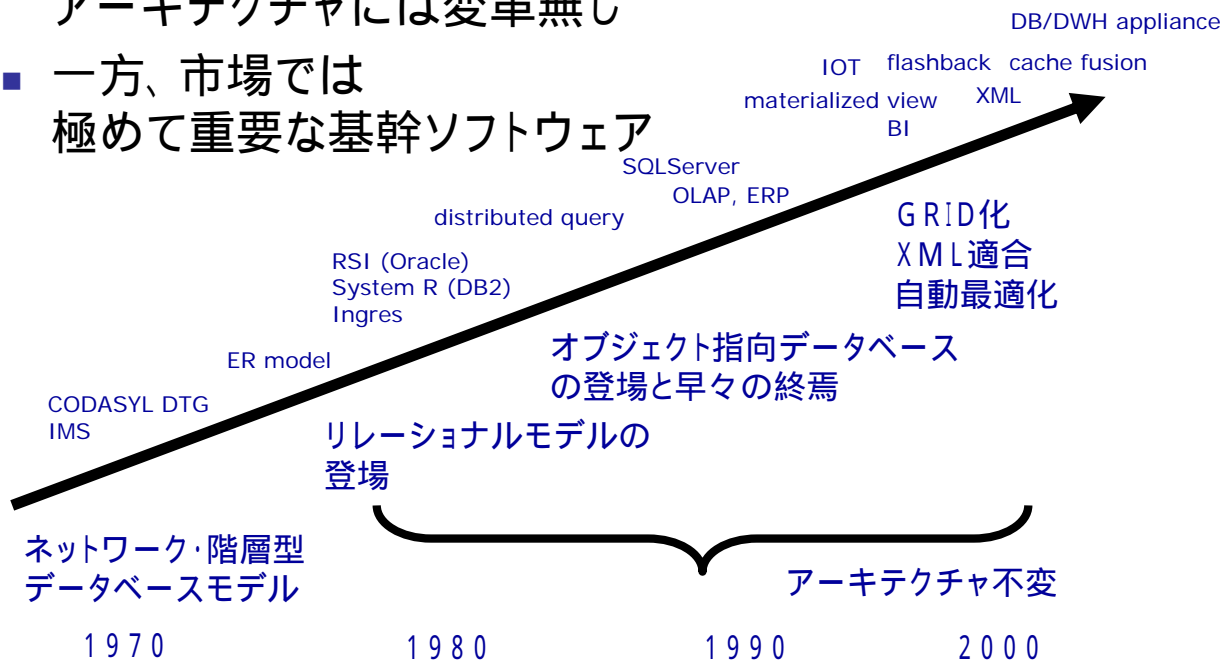 アーキテクチャには変革無し
■ 一方、市場では
極めて重要な基幹ソフトウェア
DB/DWH appliance
IOT flashback cache fusion
materialized view XML
BI
SQLServer
OLAP, ERP
distributed query
GRID化
XML適合
自動最適化
RSI (Oracle)
System R (DB2)
Ingres
オブジェクト指向データベース
の登場と早々の終焉
ER model
CODASYL DTG
IMS
リレーショナルモデルの
登場
ネットワーク・階層型
データベースモデル
アーキテクチャ不変
1970 1980 1990 2000